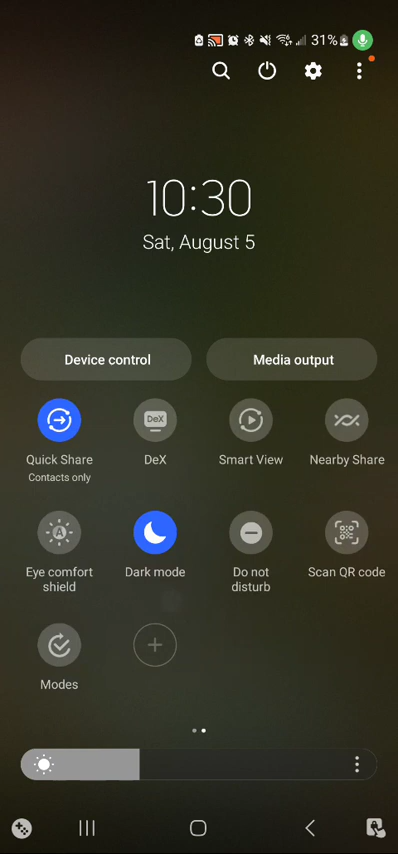 31%
10:30
Sat, August 5
Device control
Media output
DeX
Quick Share
DeX
Smart View
Nearby Share
Contacts only
A
Eye comfort
shield
Dark mode
Do not
disturb
Scan QR code
Modes